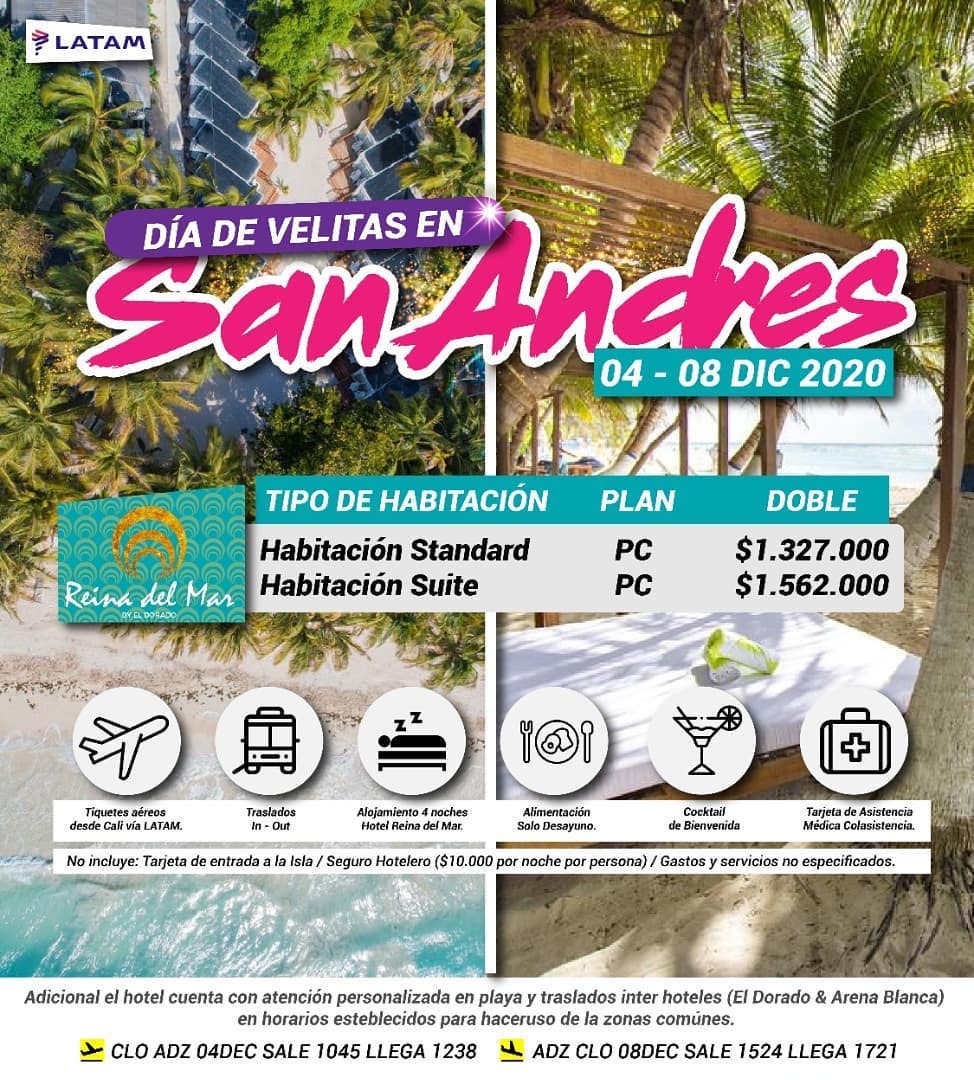 LATAM
DÍA DE VELITAS EN
San Andres
04 - 08 DIC 2020
TIPO DE HABITACIÓN PLAN DOBLE
Habitación Standard PC $1.327.000
Habitación Suite PC $1.562.000
Reina del Mar
BY EL DORADO
z z z
Tiquetes aéreos desde Cali vía LATAM.
Traslados In - Out
Alojamiento 4 noches Hotel Reina del Mar.
Alimentación Solo Desayuno.
Cocktail de Bienvenida
Tarjeta de Asistencia Médica Colasistencia.
No incluye: Tarjeta de entrada a la Isla / Seguro Hotelero ($10.000 por noche por persona) / Gastos y servicios no especificados.
Adicional el hotel cuenta con atención personalizada en playa y traslados inter hoteles (El Dorado & Arena Blanca)
en horarios esteblecidos para haceruso de la zonas comúnes.
CLO ADZ 04DEC SALE 1045 LLEGA 1238 ADZ CLO 08DEC SALE 1524 LLEGA 1721